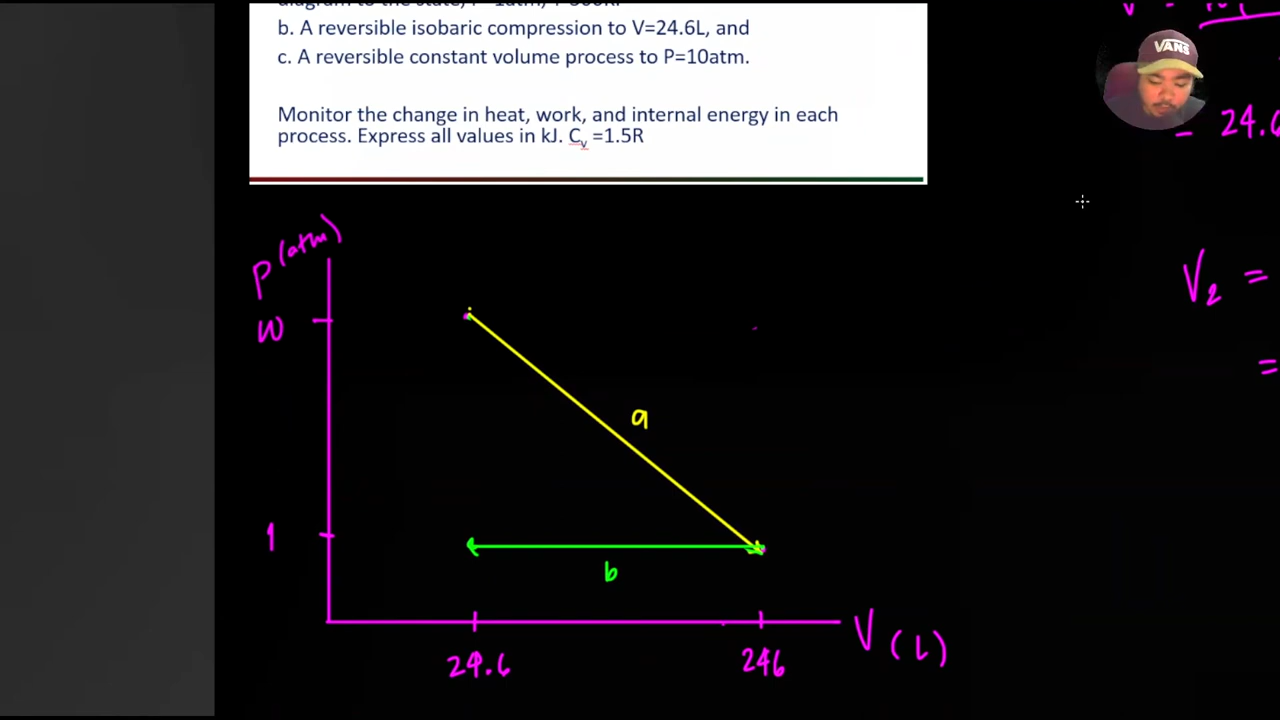 b. A reversible isobaric compression to V=24.6L, and
c. A reversible constant volume process to P=10atm.
Monitor the change in heat, work, and internal energy in each
process. Express all values in kJ. Cv =1.5R
VANS
= 24.6
P (atm)
10
V2 =
=
a
1
b
24.6
246
V (L)